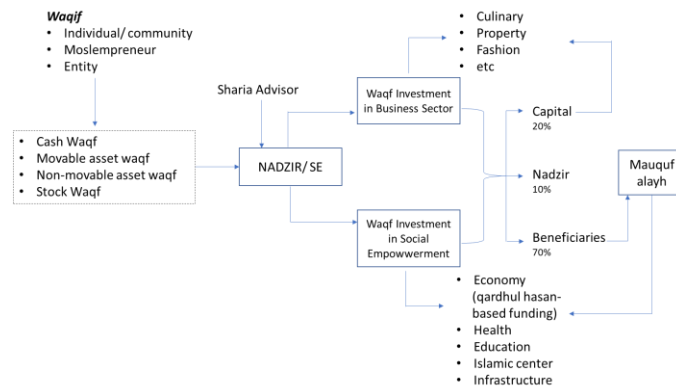 Waqif
• Individual/ community
• Moslempreneur
• Entity
• Cash Waqf
• Movable asset waqf
• Non-movable asset waqf
• Stock Waqf
Sharia Advisor
NADZIR/ SE
Waqf Investment
in Business Sector
Waqf Investment
in Social
Empowwerment
• Culinary
• Property
• Fashion
• etc
Capital
20%
Nadzir
10%
Beneficiaries
70%
Mauquf
alayh
• Economy
(qardhul hasan-
based funding)
• Health
• Education
• Islamic center
• Infrastructure